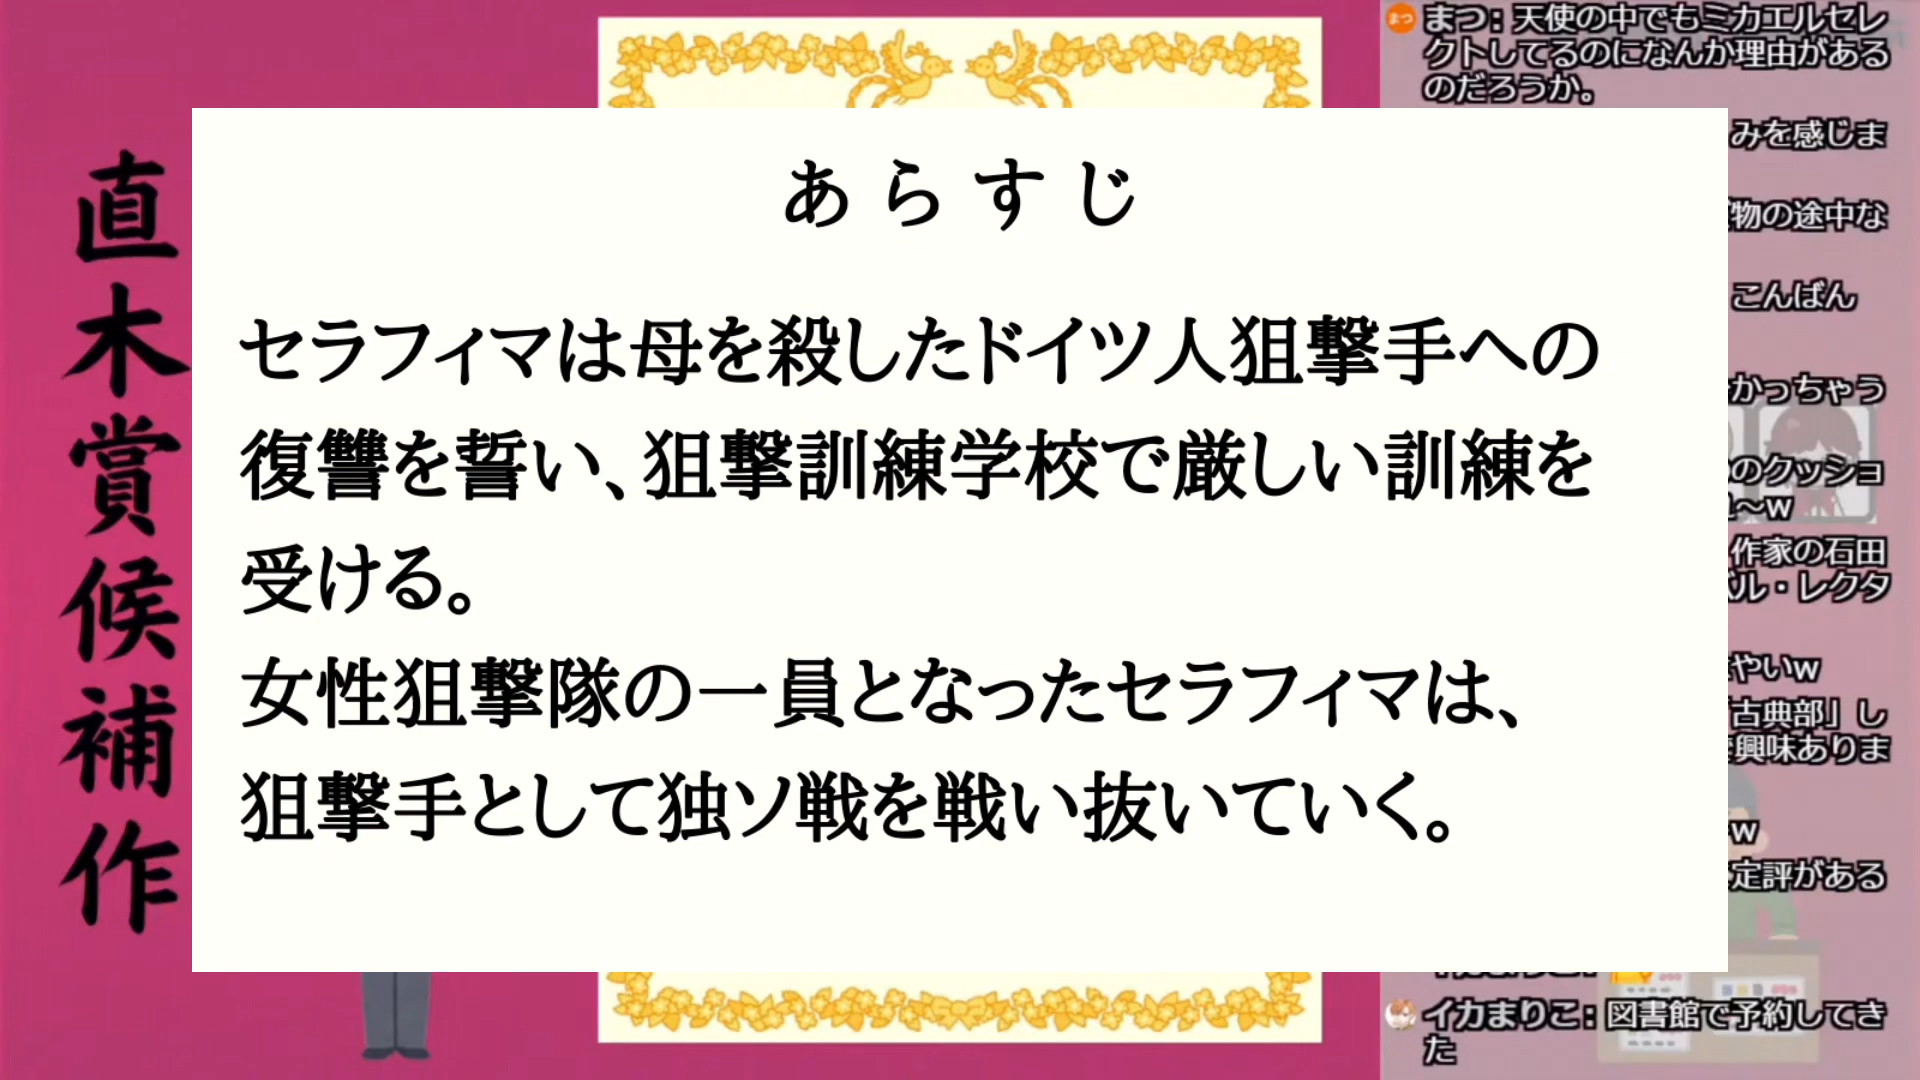 直木賞候補作
あらすじ
セラフィマは母を殺したドイツ人狙撃手への
復讐を誓い、狙撃訓練学校で厳しい訓練を
受ける。
女性狙撃隊の一員となったセラフィマは、
狙撃手として独ソ戦を戦い抜いていく。
まつ
まつ：天使の中でもミカエルセレ
クトしてるのになんか理由がある
のだろうか。
みを感じま
物の途中な
こんばん
かっちゃう
のクッショ
～w
作家の石田
ル・レクタ
やいw
古典部」し
興味ありま
w
定評がある
イカまりこ：図書館で予約してき
た